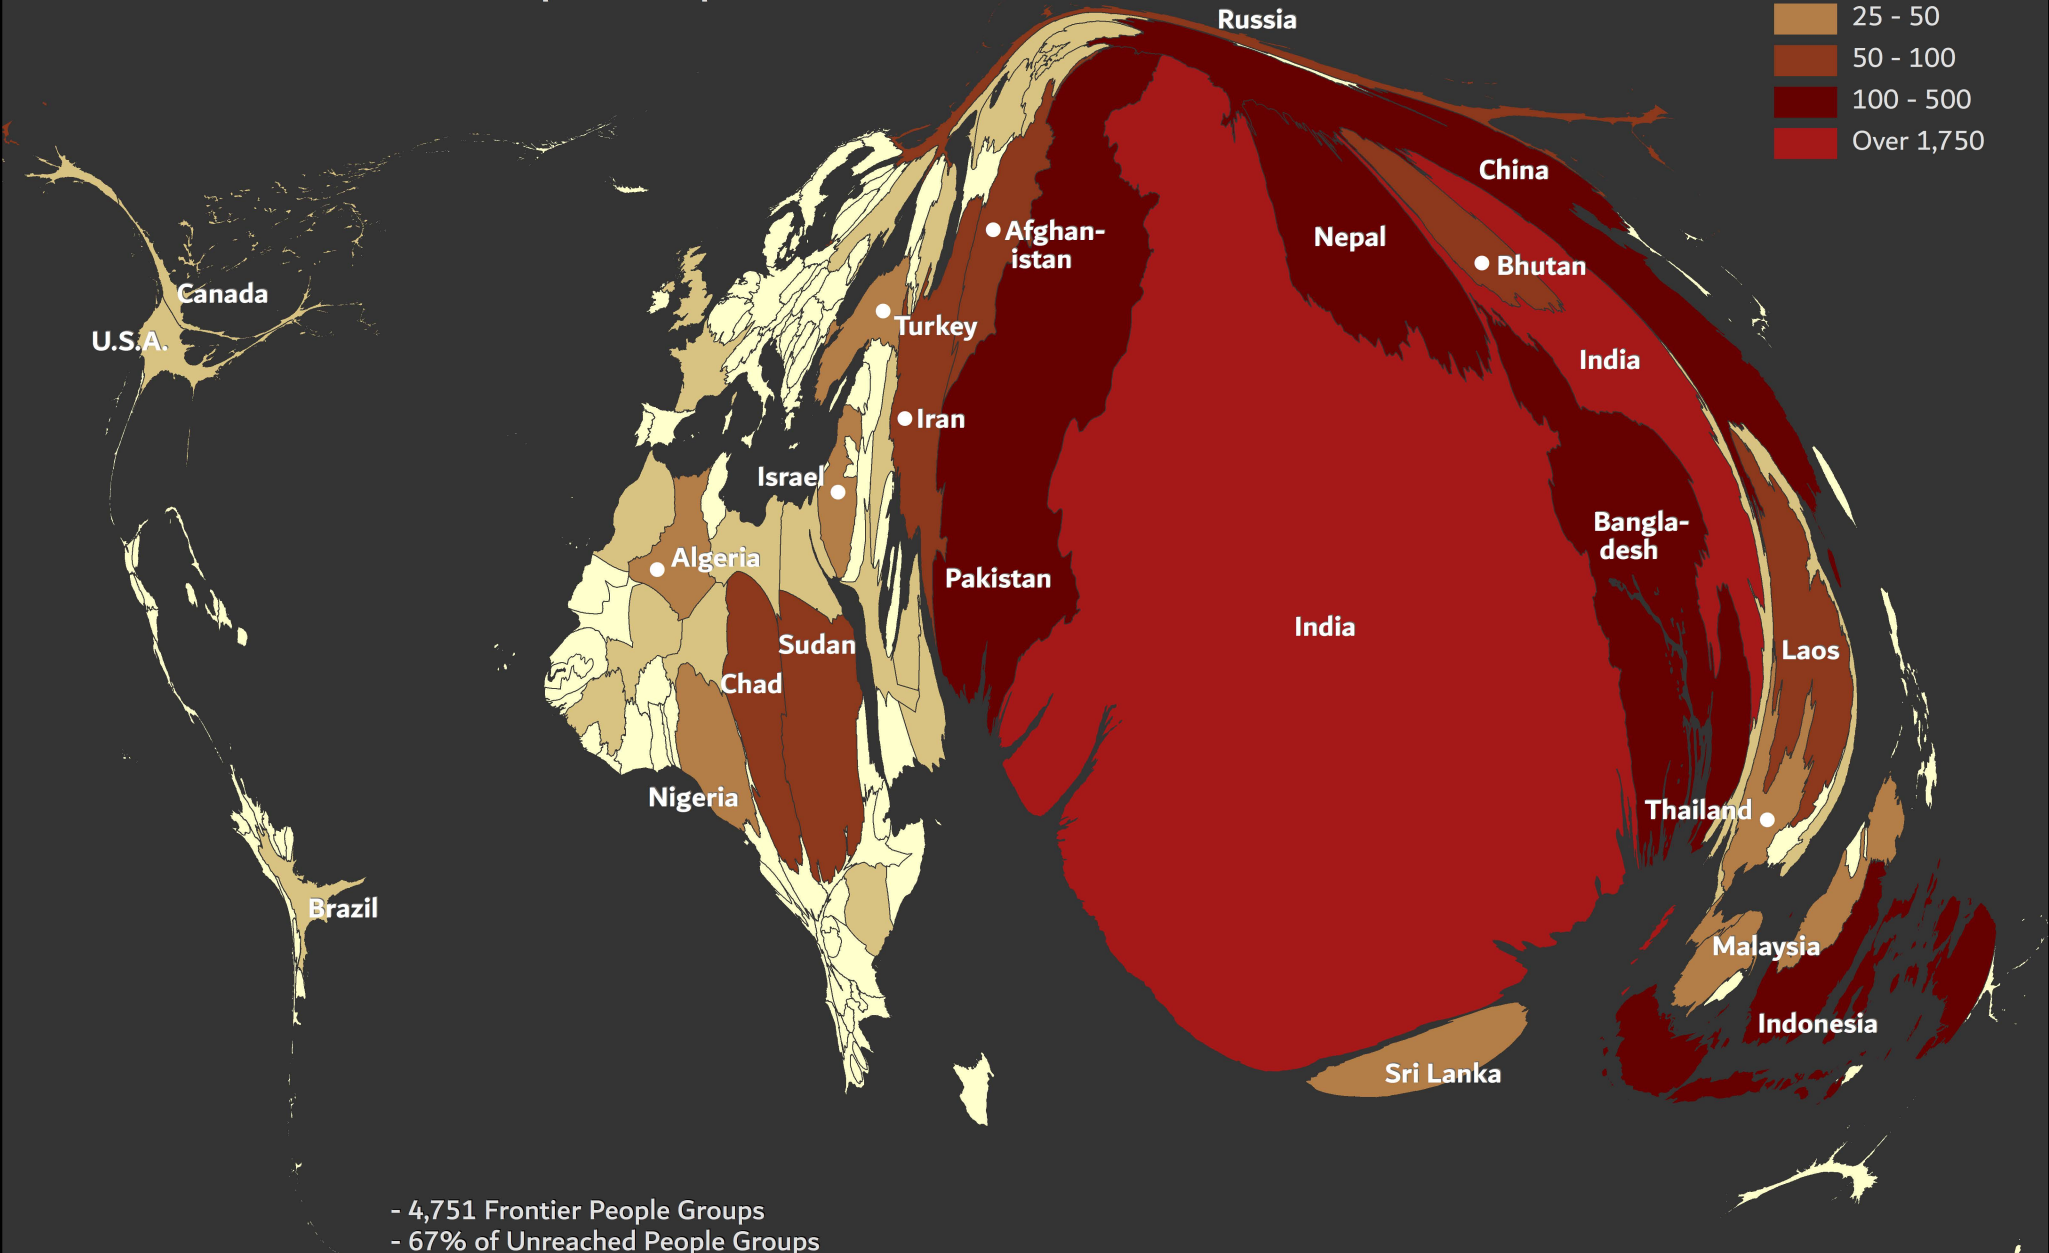 Russia
25 - 50
50 - 100
100 - 500
Over 1,750
China
Afghan-
istan
Nepal
Bhutan
Canada
U.S.A.
Turkey
India
Iran
Israel
Bangla-
desh
Algeria
Pakistan
India
Sudan
Laos
Chad
Nigeria
Thailand
Brazil
Malaysia
Indonesia
Sri Lanka
- 4,751 Frontier People Groups
- 67% of Unreached People Groups